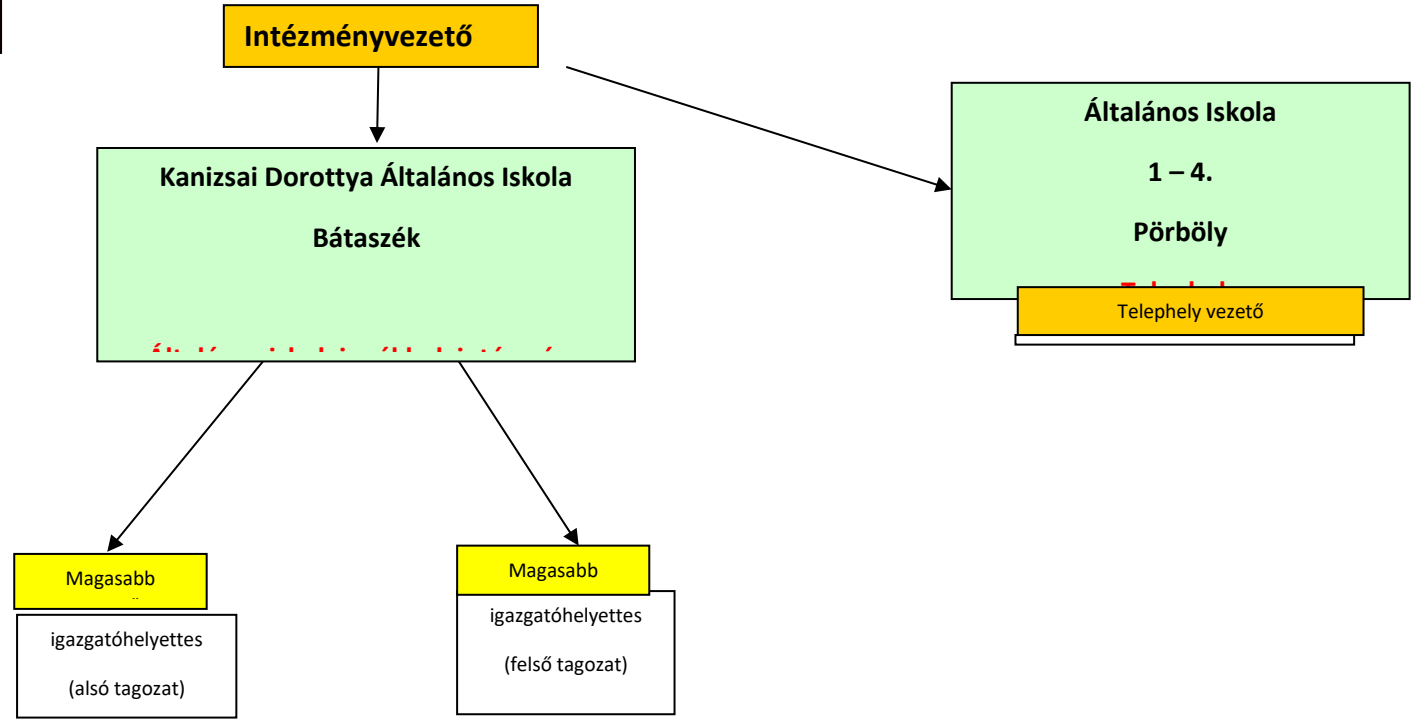 Intézményvezető
Általános Iskola
1 – 4.
Pörböly
Telephely vezető
Kanizsai Dorottya Általános Iskola
Bátaszék
Magasabb
igazgatóhelyettes
(alsó tagozat)
Magasabb
igazgatóhelyettes
(felső tagozat)